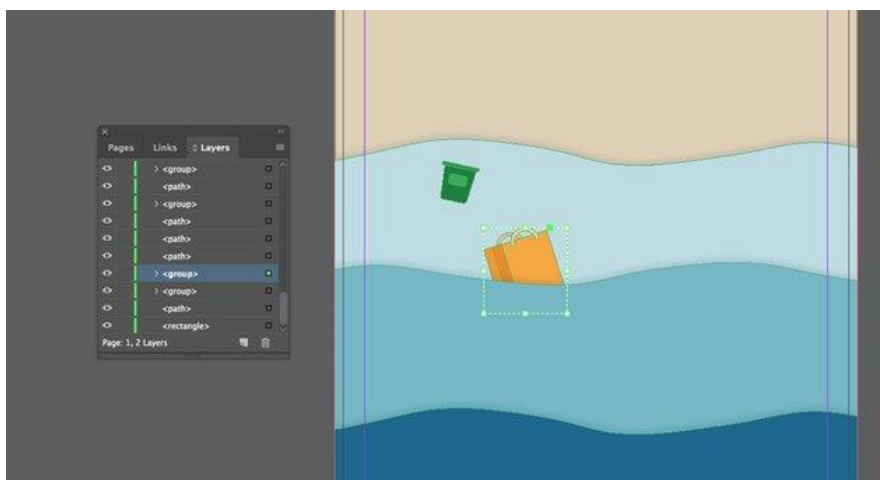 Pages Links Layers
<group>
<path>
<group>
<path>
<path>
<path>
<group>
<group>
<path>
<rectangle>
Page: 1, 2 Layers